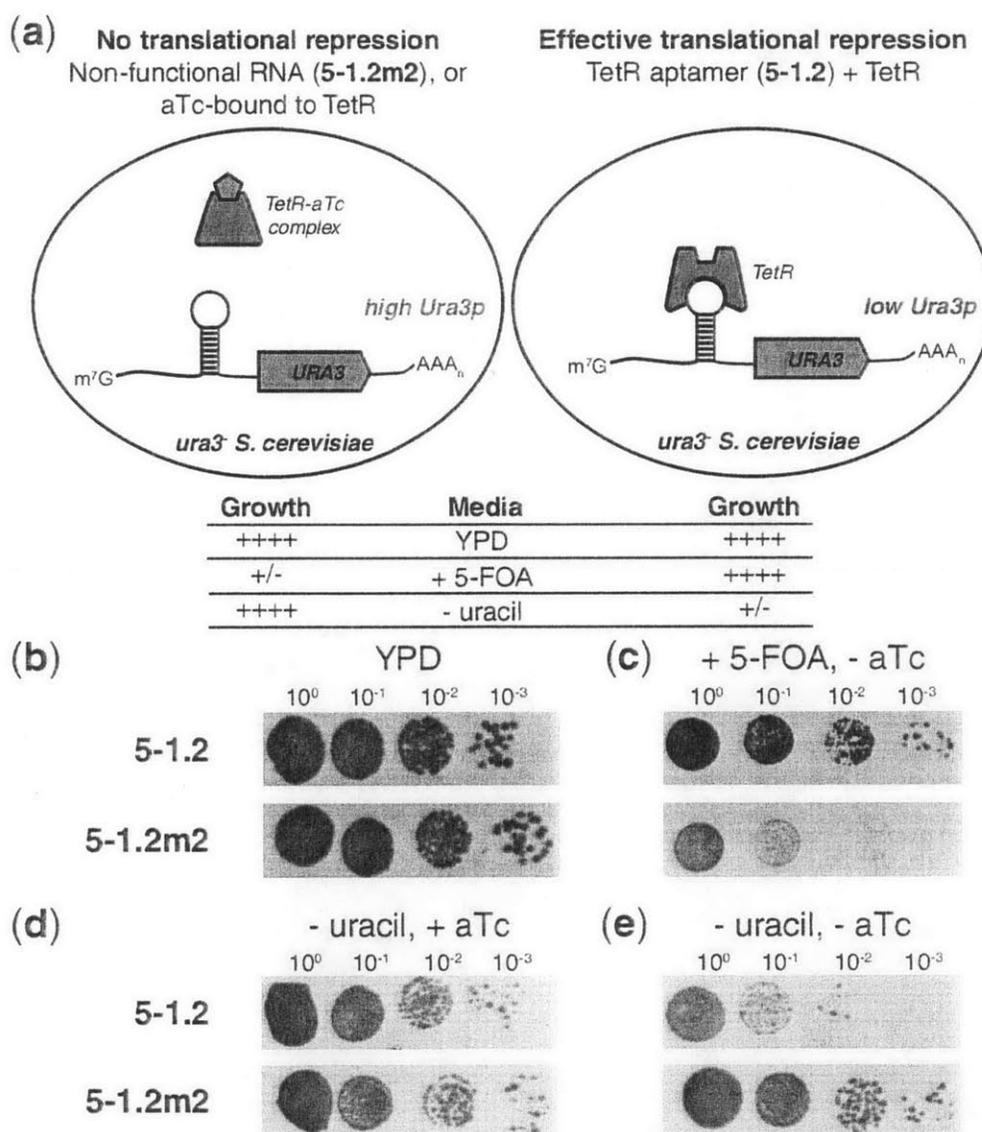 (a) No translational repression Effective translational repression
Non-functional RNA (5-1.2m2), or TetR aptamer (5-1.2) + TetR
aTc-bound to TetR
TetR-aTc
complex
TetR
high Ura3p
low Ura3p
m⁷G URA3 AAAₙ
m⁷G URA3 AAAₙ
ura3⁻ S. cerevisiae ura3⁻ S. cerevisiae
Growth Media Growth
++++ YPD ++++
+/- + 5-FOA ++++
++++ - uracil +/-
(b) YPD (c) + 5-FOA, - aTc
10⁰ 10⁻¹ 10⁻² 10⁻³ 10⁰ 10⁻¹ 10⁻² 10⁻³
5-1.2
5-1.2m2
(d) - uracil, + aTc (e) - uracil, - aTc
10⁰ 10⁻¹ 10⁻² 10⁻³ 10⁰ 10⁻¹ 10⁻² 10⁻³
5-1.2
5-1.2m2